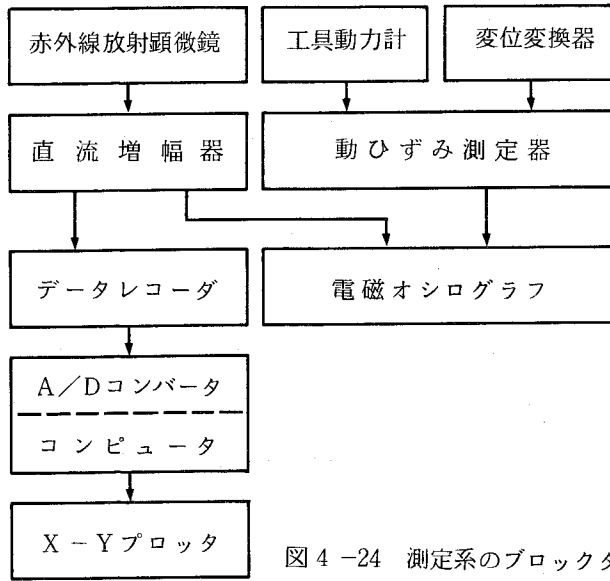 赤外線放射顕微鏡
工具動力計
変位変換器
直流増幅器
動ひずみ測定器
データレコーダ
電磁オシログラフ
A/Dコンバータ
コンピュータ
X-Yプロッタ
図4-24 測定系のブロック